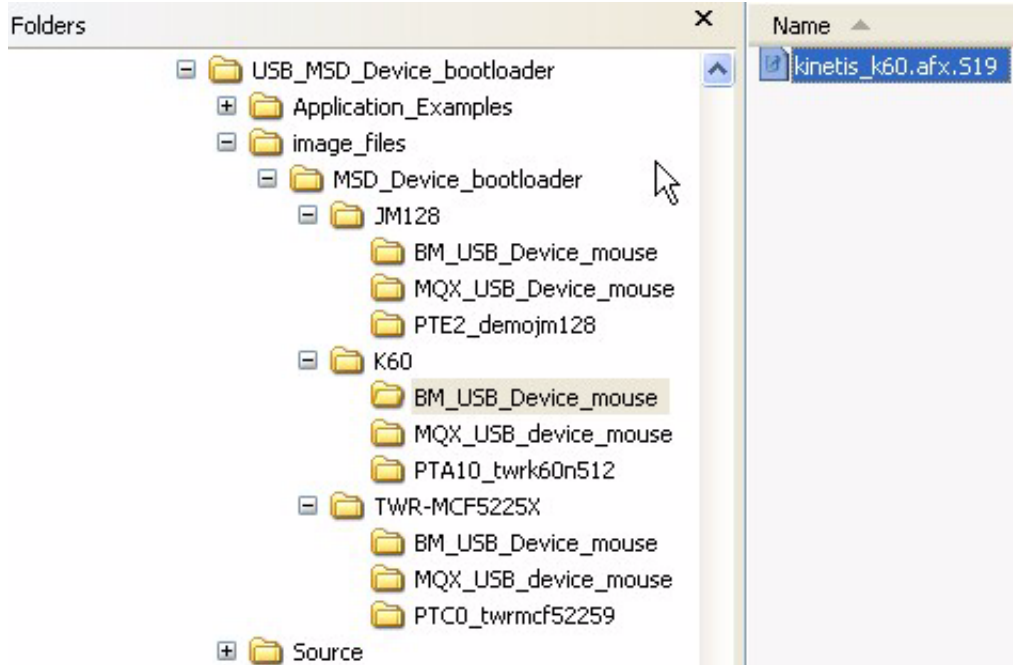 Folders
USB_MSD_Device_bootloader
Application_Examples
image_files
MSD_Device_bootloader
JM128
BM_USB_Device_mouse
MQX_USB_Device_mouse
PTE2_demojm128
K60
BM_USB_Device_mouse
MQX_USB_device_mouse
PTA10_twrk60n512
TWR-MCF5225X
BM_USB_Device_mouse
MQX_USB_device_mouse
PTC0_twrmcf52259
Source
Name
kinetis_k60.afx.S19